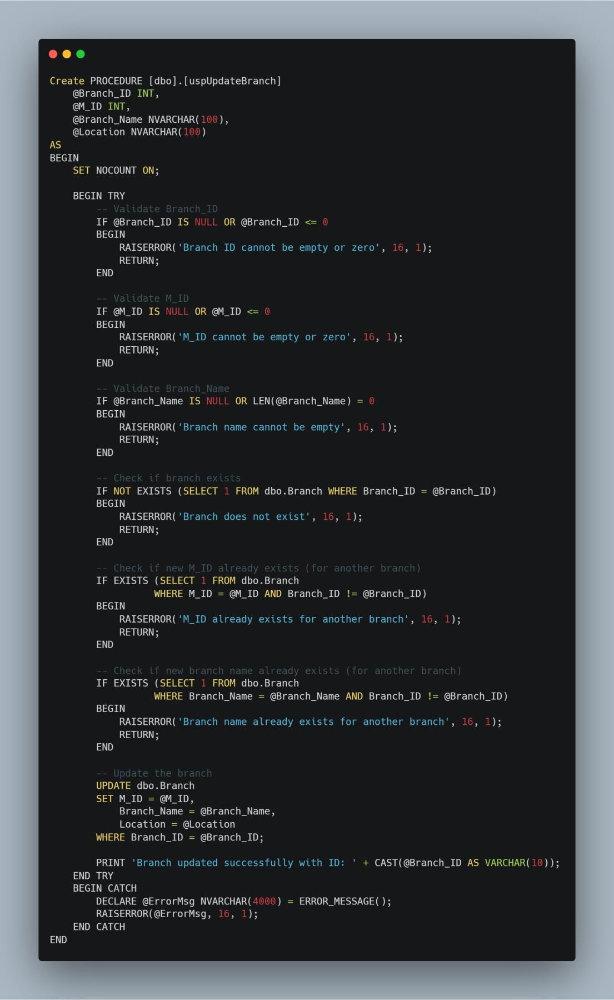 Create PROCEDURE [dbo].[uspUpdateBranch]
    @Branch_ID INT,
    @M_ID INT,
    @Branch_Name NVARCHAR(100),
    @Location NVARCHAR(100)
AS
BEGIN
    SET NOCOUNT ON;

    BEGIN TRY
        -- Validate Branch_ID
        IF @Branch_ID IS NULL OR @Branch_ID <= 0
        BEGIN
            RAISERROR('Branch ID cannot be empty or zero', 16, 1);
            RETURN;
        END

        -- Validate M_ID
        IF @M_ID IS NULL OR @M_ID <= 0
        BEGIN
            RAISERROR('M_ID cannot be empty or zero', 16, 1);
            RETURN;
        END

        -- Validate Branch_Name
        IF @Branch_Name IS NULL OR LEN(@Branch_Name) = 0
        BEGIN
            RAISERROR('Branch name cannot be empty', 16, 1);
            RETURN;
        END

        -- Check if branch exists
        IF NOT EXISTS (SELECT 1 FROM dbo.Branch WHERE Branch_ID = @Branch_ID)
        BEGIN
            RAISERROR('Branch does not exist', 16, 1);
            RETURN;
        END

        -- Check if new M_ID already exists (for another branch)
        IF EXISTS (SELECT 1 FROM dbo.Branch
                  WHERE M_ID = @M_ID AND Branch_ID != @Branch_ID)
        BEGIN
            RAISERROR('M_ID already exists for another branch', 16, 1);
            RETURN;
        END

        -- Check if new branch name already exists (for another branch)
        IF EXISTS (SELECT 1 FROM dbo.Branch
                  WHERE Branch_Name = @Branch_Name AND Branch_ID != @Branch_ID)
        BEGIN
            RAISERROR('Branch name already exists for another branch', 16, 1);
            RETURN;
        END

        -- Update the branch
        UPDATE dbo.Branch
        SET M_ID = @M_ID,
            Branch_Name = @Branch_Name,
            Location = @Location
        WHERE Branch_ID = @Branch_ID;

        PRINT 'Branch updated successfully with ID: ' + CAST(@Branch_ID AS VARCHAR(10));
    END TRY
    BEGIN CATCH
        DECLARE @ErrorMsg NVARCHAR(4000) = ERROR_MESSAGE();
        RAISERROR(@ErrorMsg, 16, 1);
    END CATCH
END